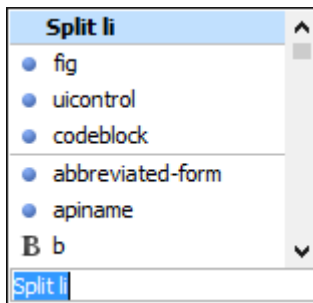 Split li
fig
uicontrol
codeblock
abbreviated-form
apiname
B b
Split li